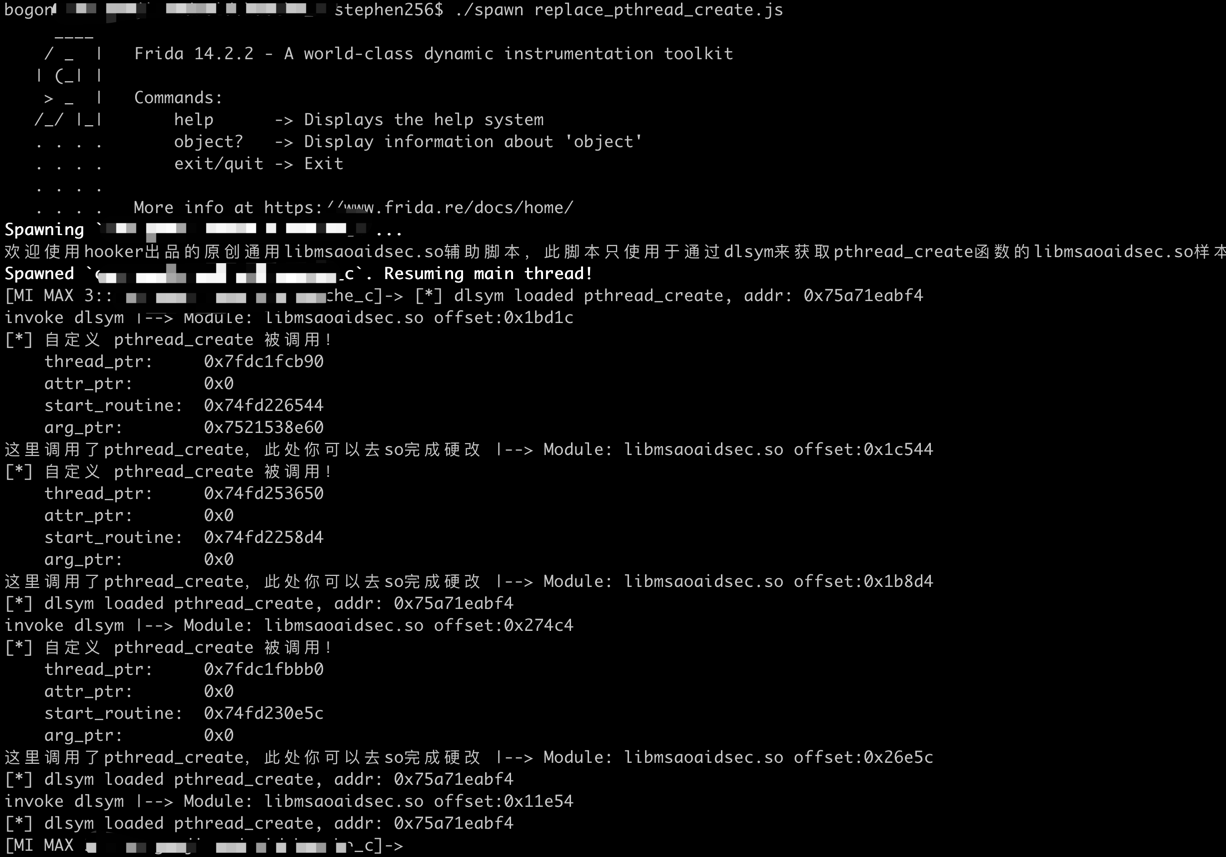 bogon stephen256$ ./spawn replace_pthread_create.js
____
/ _  |   Frida 14.2.2 - A world-class dynamic instrumentation toolkit
| (_| |
> _  |   Commands:
/_/ |_|       help      -> Displays the help system
. . . .       object?   -> Display information about 'object'
. . . .       exit/quit -> Exit
. . . .
. . . .   More info at https://www.frida.re/docs/home/
Spawning ` ...
欢迎使用hooker出品的原创通用libmsaoaidsec.so辅助脚本，此脚本只使用于通过dlsym来获取pthread_create函数的libmsaoaidsec.so样本
Spawned ` _c`. Resuming main thread!
[MI MAX 3:: che_c]-> [*] dlsym loaded pthread_create, addr: 0x75a71eabf4
invoke dlsym |--> Module: libmsaoaidsec.so offset:0x1bd1c
[*] 自定义 pthread_create 被调用!
    thread_ptr:     0x7fdc1fcb90
    attr_ptr:       0x0
    start_routine:  0x74fd226544
    arg_ptr:        0x7521538e60
这里调用了pthread_create，此处你可以去so完成硬改 |--> Module: libmsaoaidsec.so offset:0x1c544
[*] 自定义 pthread_create 被调用!
    thread_ptr:     0x74fd253650
    attr_ptr:       0x0
    start_routine:  0x74fd2258d4
    arg_ptr:        0x0
这里调用了pthread_create，此处你可以去so完成硬改 |--> Module: libmsaoaidsec.so offset:0x1b8d4
[*] dlsym loaded pthread_create, addr: 0x75a71eabf4
invoke dlsym |--> Module: libmsaoaidsec.so offset:0x274c4
[*] 自定义 pthread_create 被调用!
    thread_ptr:     0x7fdc1fbbb0
    attr_ptr:       0x0
    start_routine:  0x74fd230e5c
    arg_ptr:        0x0
这里调用了pthread_create，此处你可以去so完成硬改 |--> Module: libmsaoaidsec.so offset:0x26e5c
[*] dlsym loaded pthread_create, addr: 0x75a71eabf4
invoke dlsym |--> Module: libmsaoaidsec.so offset:0x11e54
[*] dlsym loaded pthread_create, addr: 0x75a71eabf4
[MI MAX _c]->